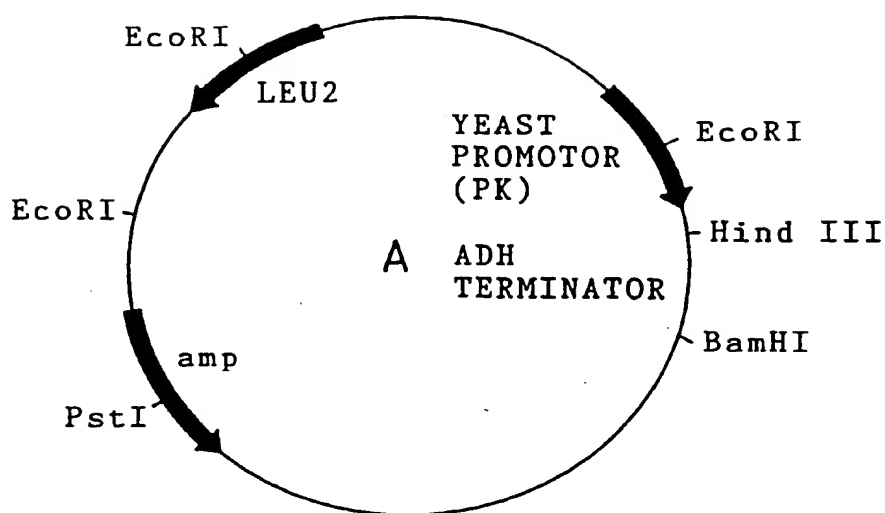 EcoRI
LEU2
YEAST
PROMOTOR
(PK)
EcoRI
EcoRI
Hind III
A
ADH
TERMINATOR
BamHI
amp
PstI